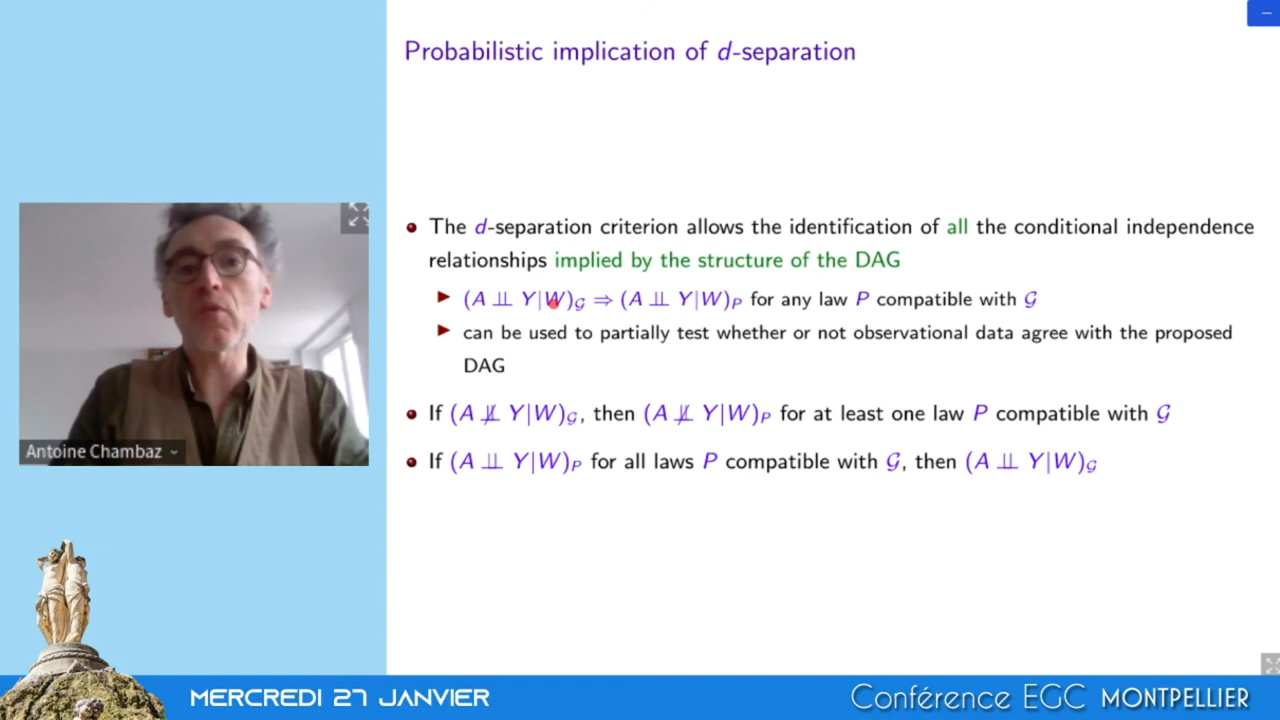 Probabilistic implication of d-separation
The d-separation criterion allows the identification of all the conditional independence
relationships implied by the structure of the DAG
(A ⫫ Y|W)𝒢 ⇒ (A ⫫ Y|W)P for any law P compatible with 𝒢
can be used to partially test whether or not observational data agree with the proposed
DAG
If (A ⫫̸ Y|W)𝒢, then (A ⫫̸ Y|W)P for at least one law P compatible with 𝒢
If (A ⫫ Y|W)P for all laws P compatible with 𝒢, then (A ⫫ Y|W)𝒢
Antoine Chambaz
MERCREDI 27 JANVIER
Conférence EGC MONTPELLIER